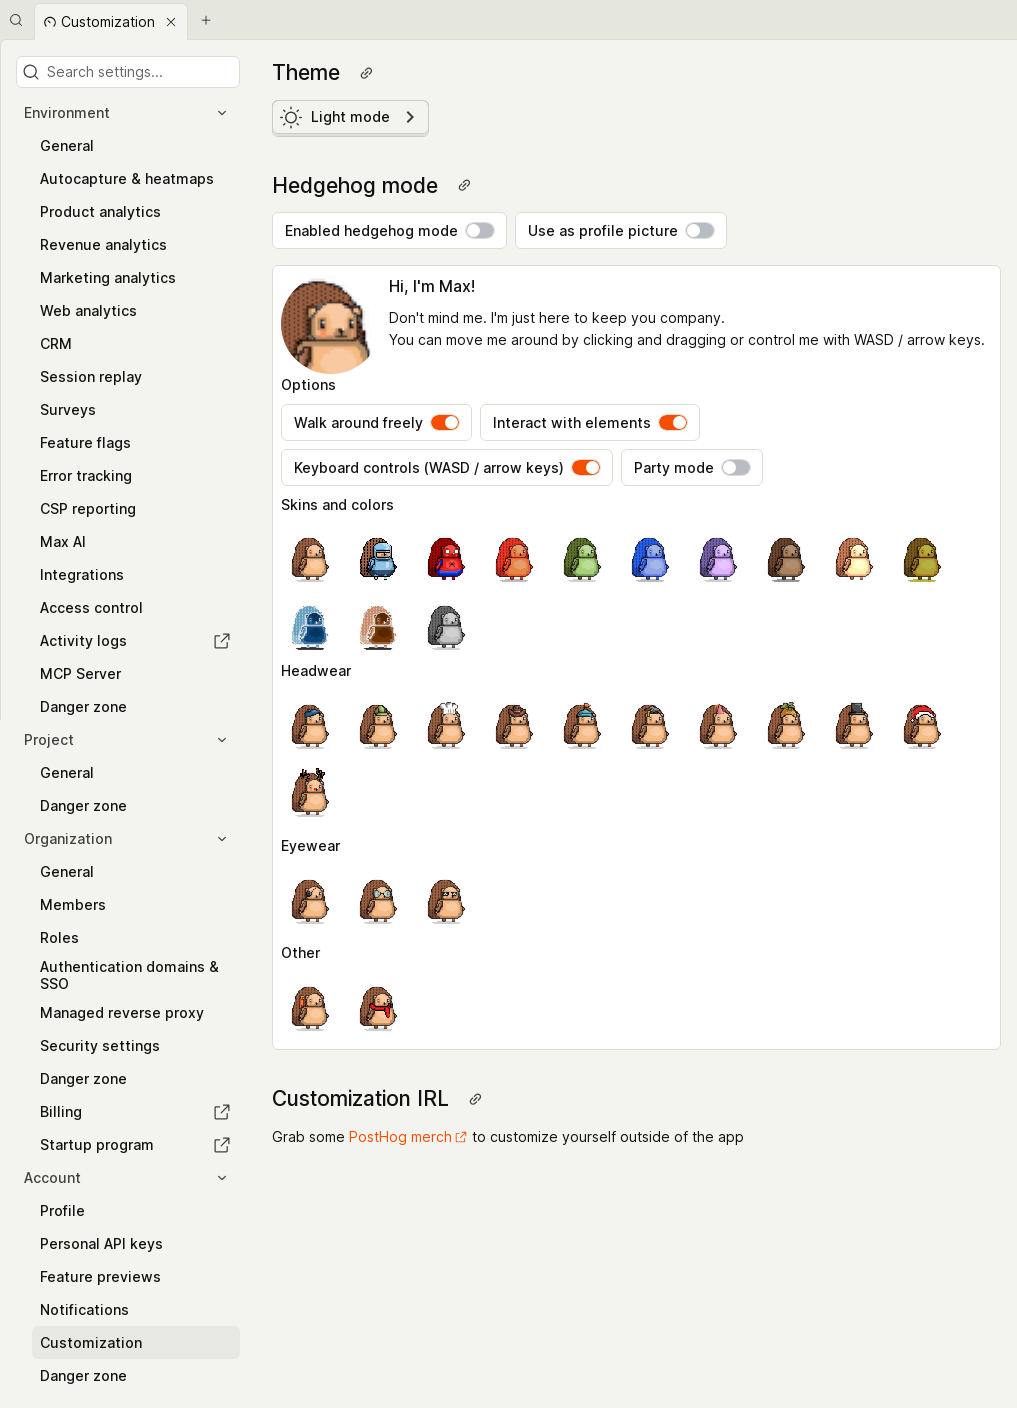 Customization
Search settings...
Environment
General
Autocapture & heatmaps
Product analytics
Revenue analytics
Marketing analytics
Web analytics
CRM
Session replay
Surveys
Feature flags
Error tracking
CSP reporting
Max AI
Integrations
Access control
Activity logs
MCP Server
Danger zone
Project
General
Danger zone
Organization
General
Members
Roles
Authentication domains &
SSO
Managed reverse proxy
Security settings
Danger zone
Billing
Startup program
Account
Profile
Personal API keys
Feature previews
Notifications
Customization
Danger zone
Theme
Light mode
Hedgehog mode
Enabled hedgehog mode
Use as profile picture
Hi, I'm Max!
Don't mind me. I'm just here to keep you company.
You can move me around by clicking and dragging or control me with WASD / arrow keys.
Options
Walk around freely
Interact with elements
Keyboard controls (WASD / arrow keys)
Party mode
Skins and colors
Headwear
Eyewear
Other
Customization IRL
Grab some PostHog merch to customize yourself outside of the app